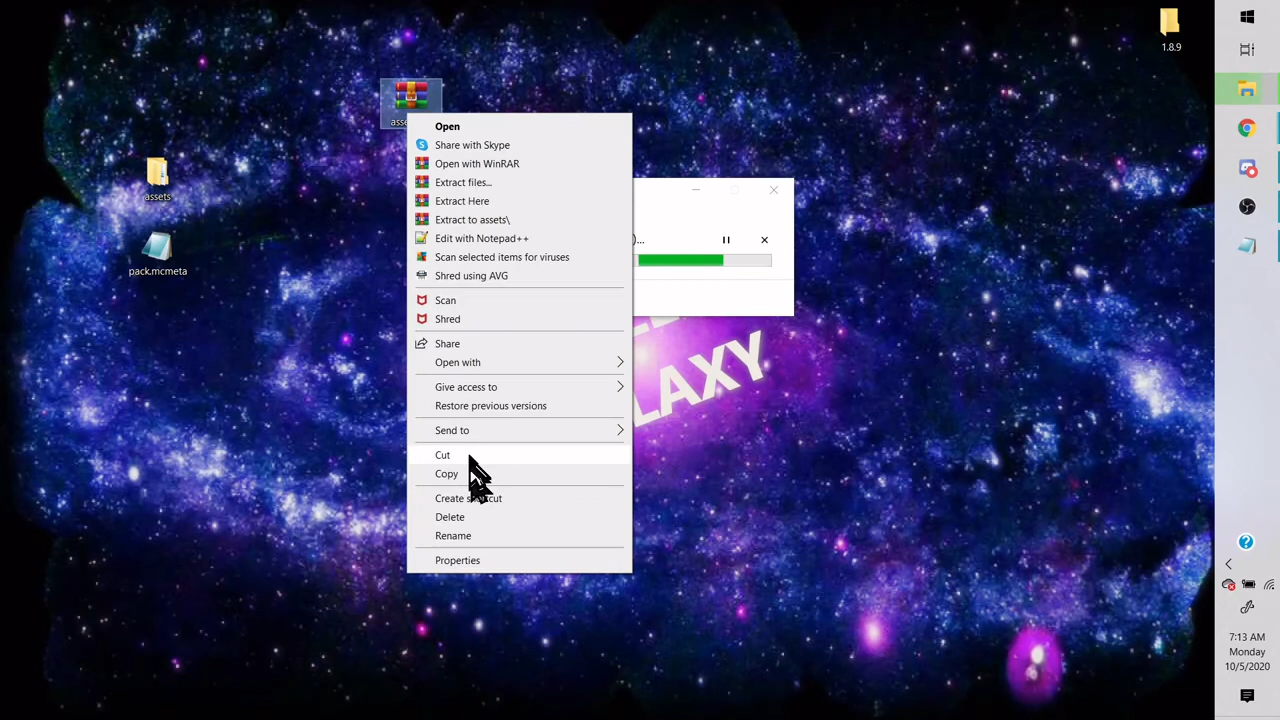 1.8.9
assets
pack.mcmeta
Open
Share with Skype
Open with WinRAR
Extract files...
Extract Here
Extract to assets\
Edit with Notepad++
Scan selected items for viruses
Shred using AVG
Scan
Shred
Share
Open with
Give access to
Restore previous versions
Send to
Cut
Copy
Create
Delete
Rename
Properties
)...
LAXY
7:13 AM
Monday
10/5/2020